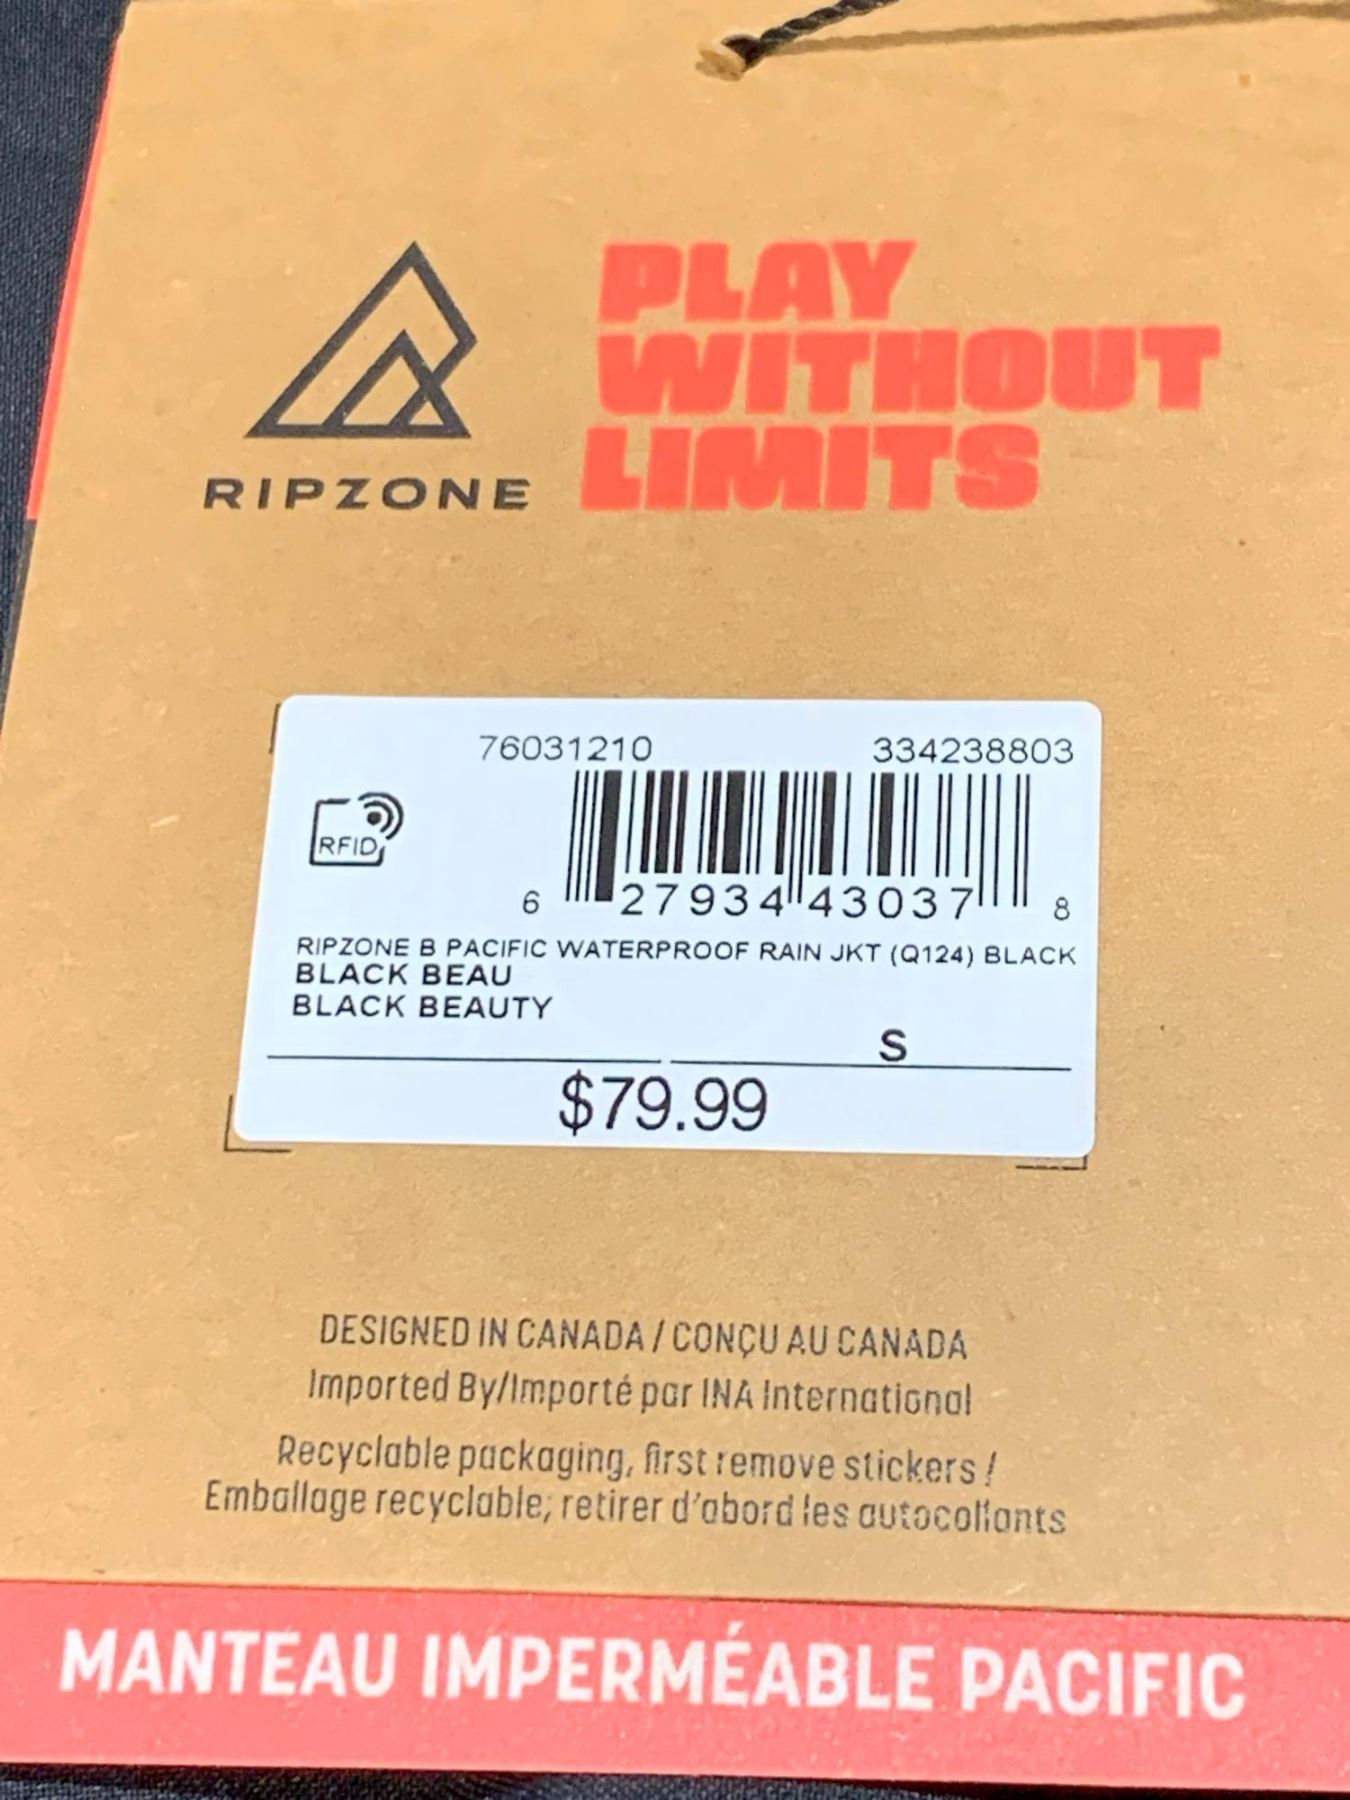 PLAY
WITHOUT
LIMITS
RIPZONE
76031210 334238803
RFID
6 27934 43037 8
RIPZONE B PACIFIC WATERPROOF RAIN JKT (Q124) BLACK
BLACK BEAU
BLACK BEAUTY
S
$79.99
DESIGNED IN CANADA / CONÇU AU CANADA
Imported By/Importé par INA International
Recyclable packaging, first remove stickers /
Emballage recyclable; retirer d'abord les autocollants
MANTEAU IMPERMÉABLE PACIFIC